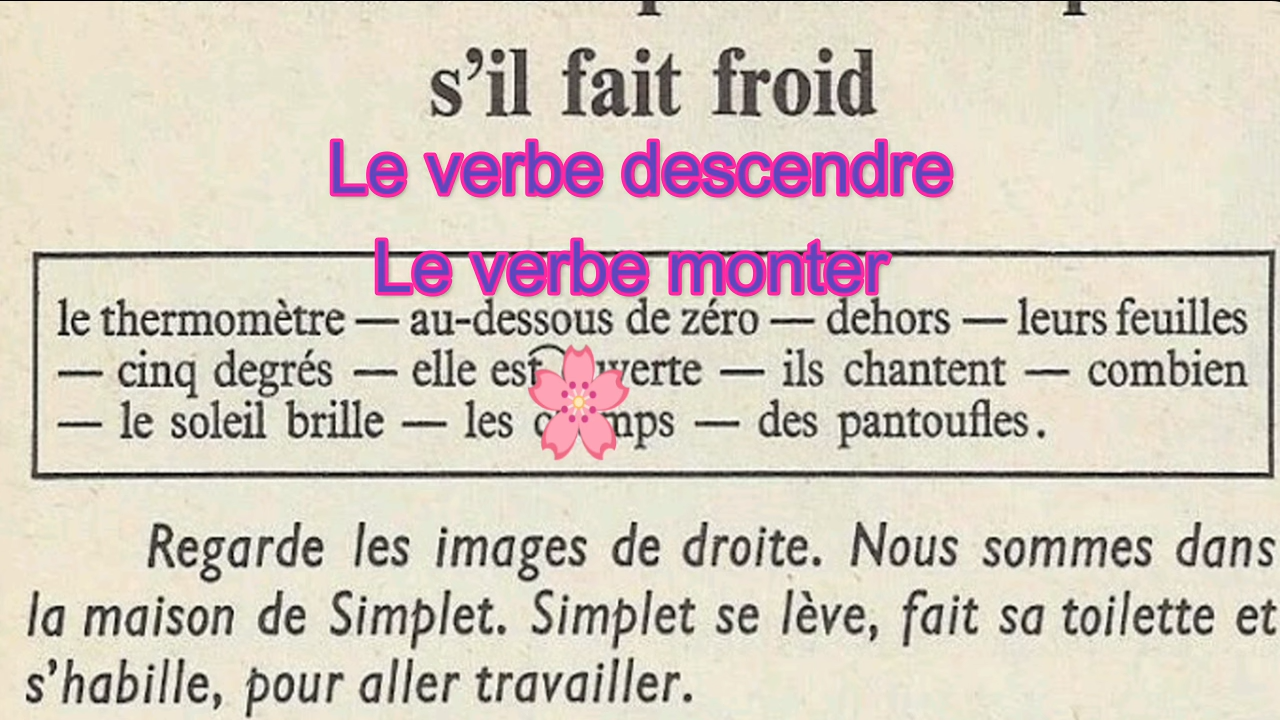 s'il fait froid
Le verbe descendre
Le verbe monter
le thermomètre — au-dessous de zéro — dehors — leurs feuilles
— cinq degrés — elle est — ils chantent — combien
— le soleil brille — les — des pantoufles.
Regarde les images de droite. Nous sommes dans
la maison de Simplet. Simplet se lève, fait sa toilette et
s'habille, pour aller travailler.